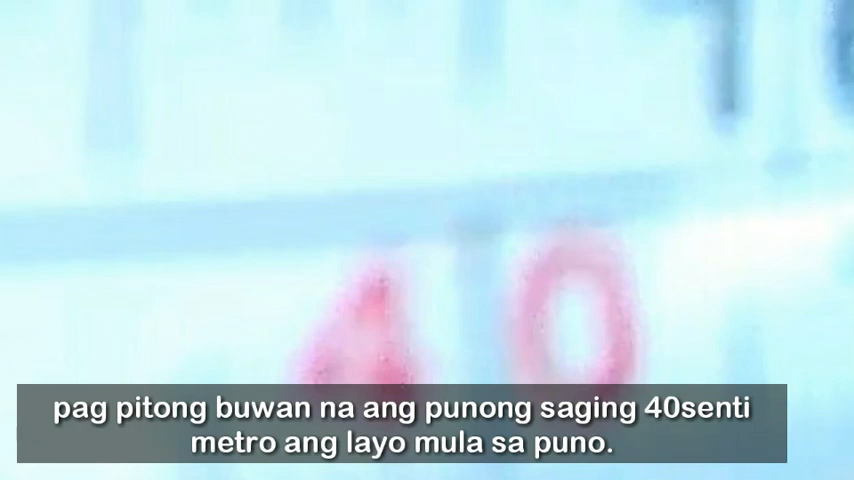 40
pag pitong buwan na ang punong saging 40senti
metro ang layo mula sa puno.